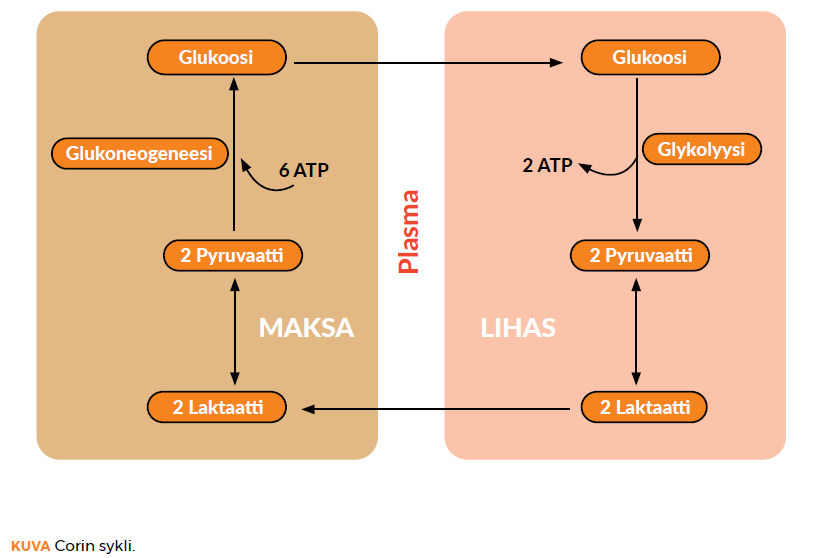 Glukoosi
Glukoosi
Glukoneogeneesi
6 ATP
2 ATP
Glykolyysi
Plasma
2 Pyruvaatti
2 Pyruvaatti
MAKSA
LIHAS
2 Laktaatti
2 Laktaatti
KUVA Corin sykli.